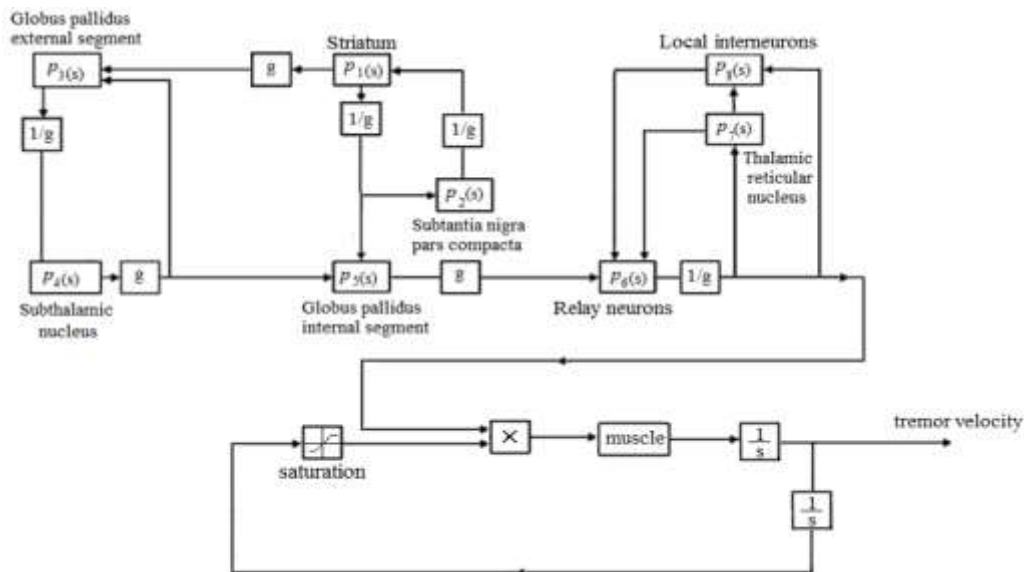 Globus pallidus
external segment
Striatum
Local interneurons
P3(s)
g
P1(s)
P8(s)
1/g
1/g
1/g
P7(s)
Thalamic
reticular
nucleus
P2(s)
Subtantia nigra
pars compacta
P4(s)
g
P5(s)
g
P6(s)
1/g
Subthalamic
nucleus
Globus pallidus
internal segment
Relay neurons
tremor velocity
×
muscle
1/s
saturation
1/s